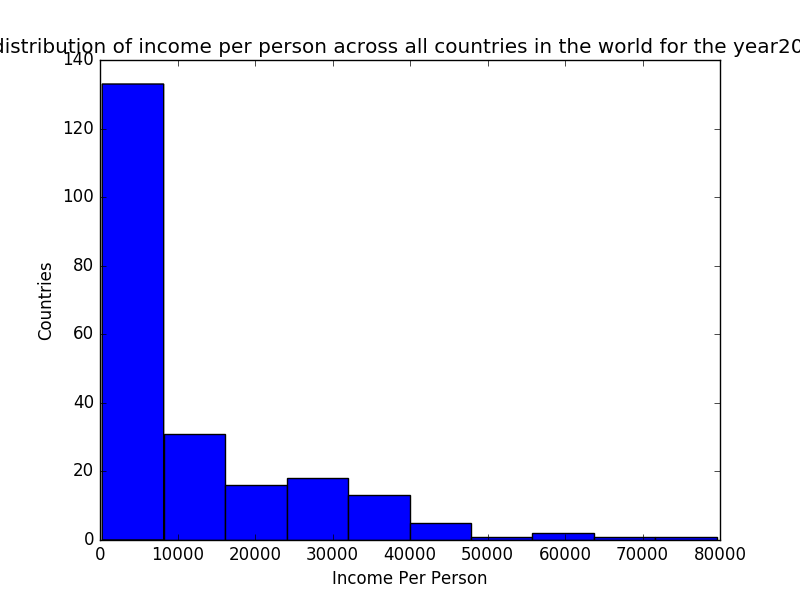 distribution of income per person across all countries in the world for the year20
140
120
100
80
60
40
20
0
Countries
0 10000 20000 30000 40000 50000 60000 70000 80000
Income Per Person